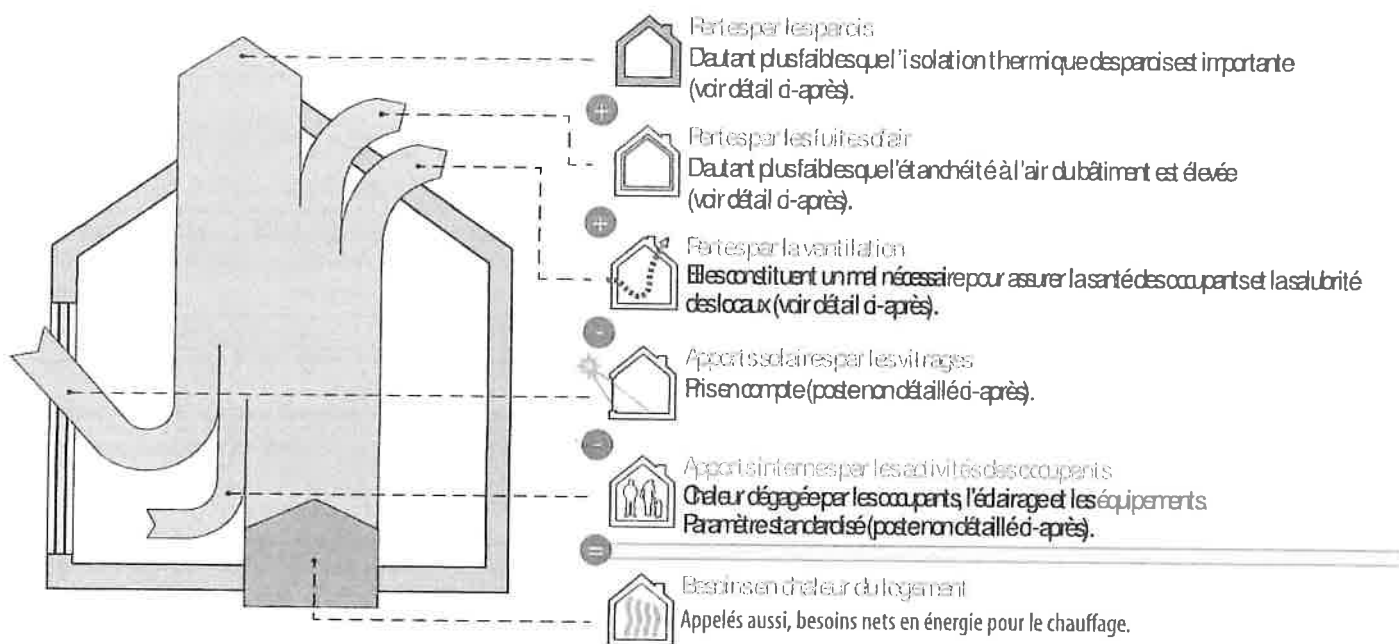 Pertes par les parois
D'autant plus faibles que l'isolation thermique des parois est importante
(voir détail ci-après).
+
Pertes par les fuites d'air
D'autant plus faibles que l'étanchéité à l'air du bâtiment est élevée
(voir détail ci-après).
+
Pertes par la ventilation
Elles constituent un mal nécessaire pour assurer la santé des occupants et la salubrité
des locaux (voir détail ci-après).
-
Apports solaires par les vitrages
Pris en compte (poste non détaillé ci-après).
-
Apports internes par les activités des occupants
Chaleur dégagée par les occupants, l'éclairage et les équipements.
Paramètre standardisé (poste non détaillé ci-après).
=
Besoins en chaleur du logement
Appelés aussi, besoins nets en énergie pour le chauffage.